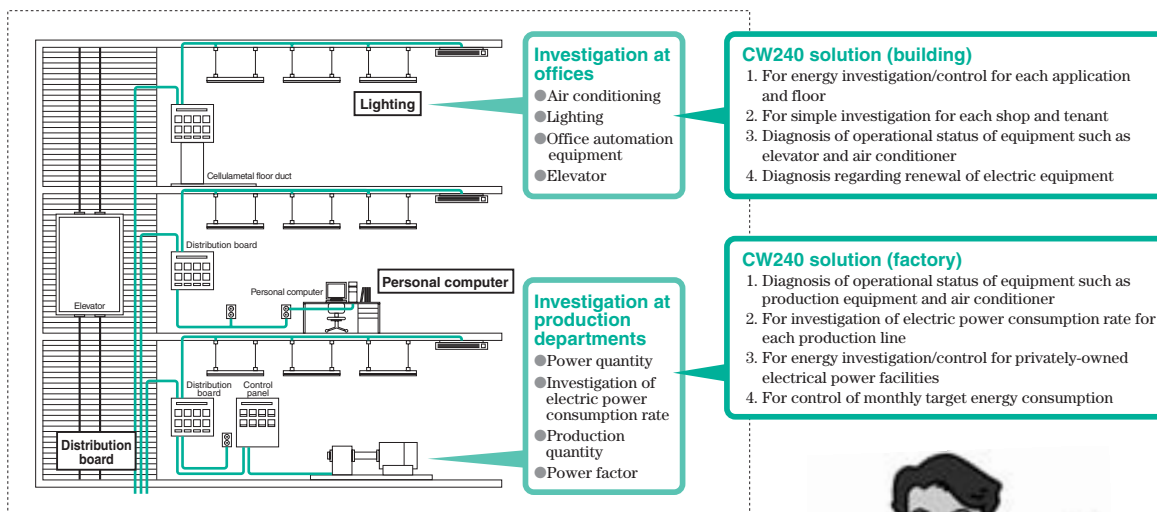 Lighting
Cellulametal floor duct
Distribution board
Elevator
Personal computer
Personal computer
Distribution
board
Control
panel
Distribution
board
Investigation at
offices
●Air conditioning
●Lighting
●Office automation
equipment
●Elevator
Investigation at
production
departments
●Power quantity
●Investigation of
electric power
consumption rate
●Production
quantity
●Power factor
CW240 solution (building)
1. For energy investigation/control for each application
and floor
2. For simple investigation for each shop and tenant
3. Diagnosis of operational status of equipment such as
elevator and air conditioner
4. Diagnosis regarding renewal of electric equipment
CW240 solution (factory)
1. Diagnosis of operational status of equipment such as
production equipment and air conditioner
2. For investigation of electric power consumption rate for
each production line
3. For energy investigation/control for privately-owned
electrical power facilities
4. For control of monthly target energy consumption